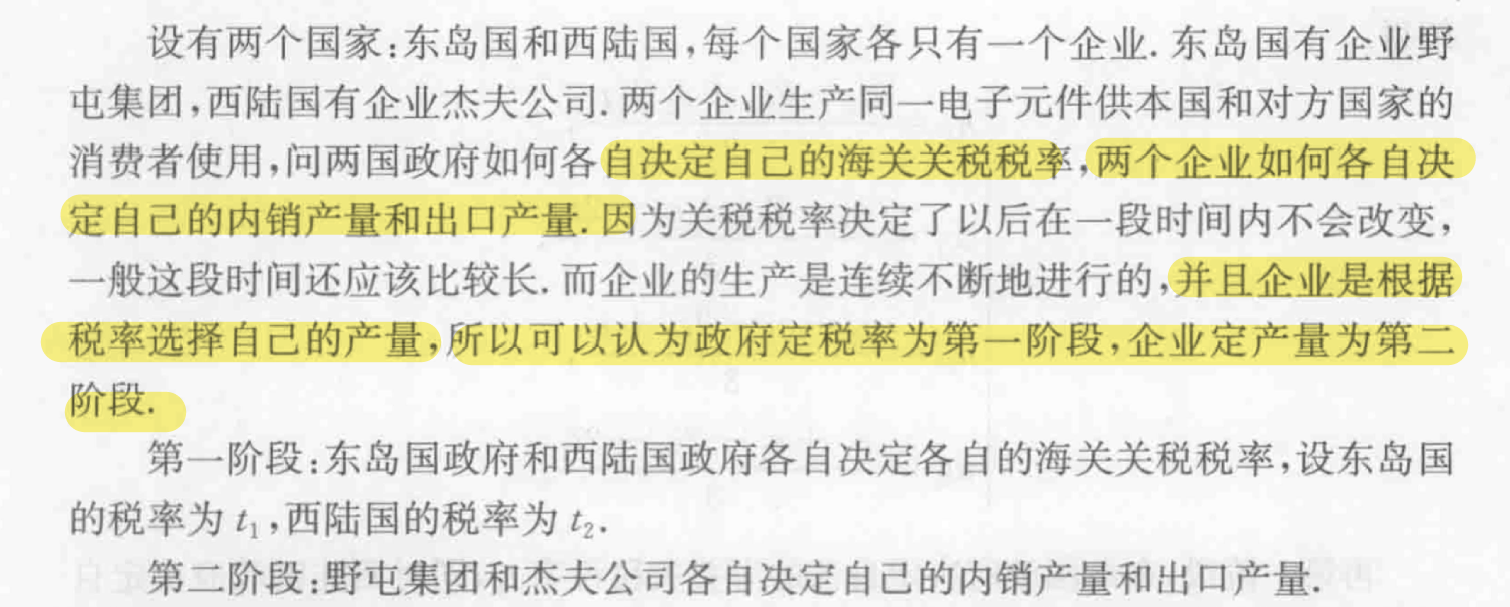 设有两个国家:东岛国和西陆国,每个国家各只有一个企业.东岛国有企业野
屯集团,西陆国有企业杰夫公司.两个企业生产同一电子元件供本国和对方国家的
消费者使用,问两国政府如何各自决定自己的海关关税税率,两个企业如何各自决
定自己的内销产量和出口产量.因为关税税率决定了以后在一段时间内不会改变,
一般这段时间还应该比较长.而企业的生产是连续不断地进行的,并且企业是根据
税率选择自己的产量,所以可以认为政府定税率为第一阶段,企业定产量为第二
阶段.
第一阶段:东岛国政府和西陆国政府各自决定各自的海关关税税率,设东岛国
的税率为 t₁,西陆国的税率为 t₂.
第二阶段:野屯集团和杰夫公司各自决定自己的内销产量和出口产量.